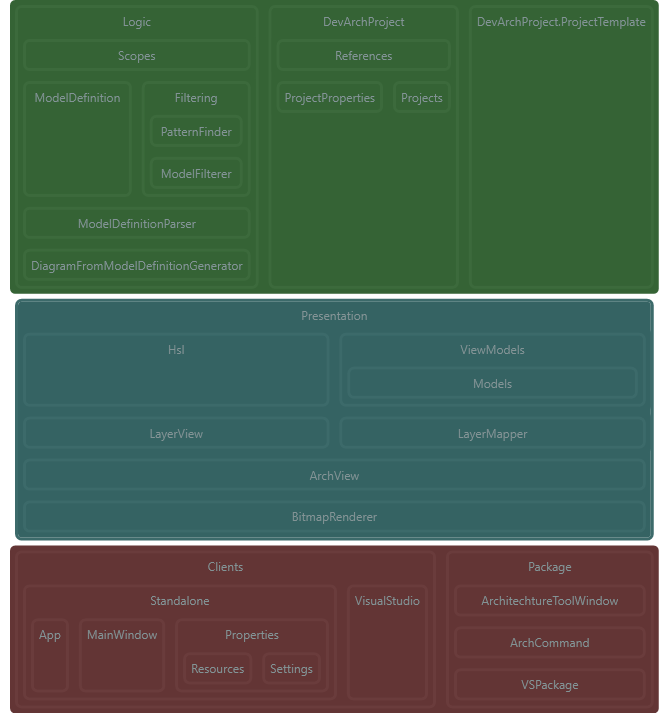 Logic
Scopes
ModelDefinition
Filtering
PatternFinder
ModelFilterer
ModelDefinitionParser
DiagramFromModelDefinitionGenerator
DevArchProject
References
ProjectProperties
Projects
DevArchProject.ProjectTemplate
Presentation
Hsl
ViewModels
Models
LayerView
LayerMapper
ArchView
BitmapRenderer
Clients
Standalone
App
MainWindow
Properties
Resources
Settings
VisualStudio
Package
ArchitechtureToolWindow
ArchCommand
VSPackage